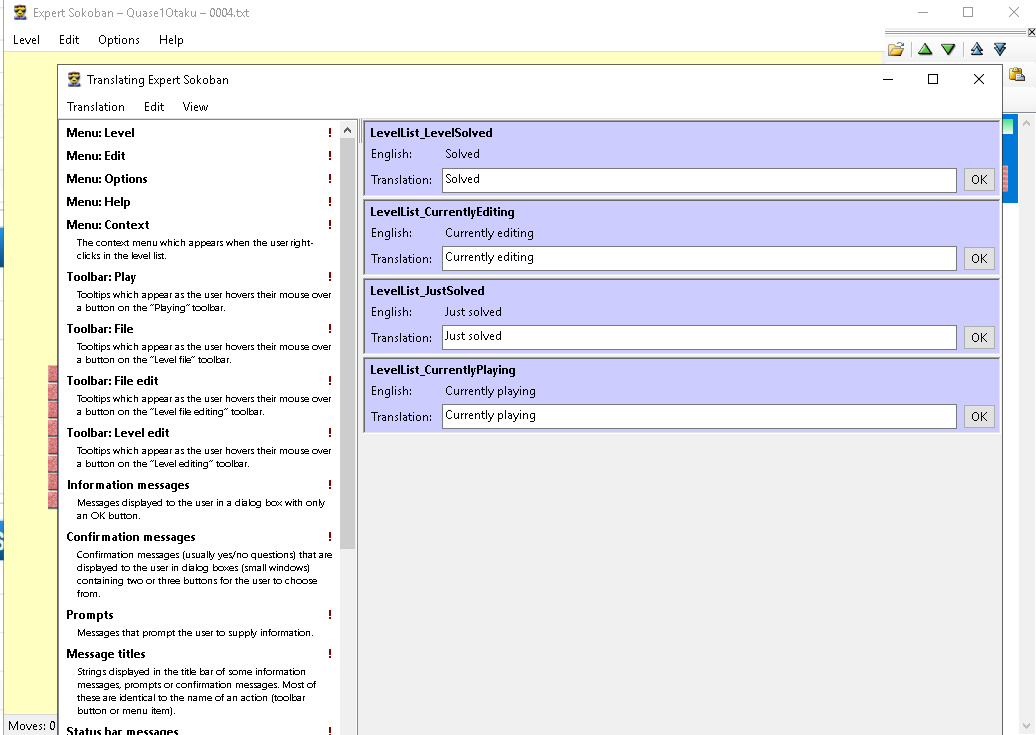 Expert Sokoban – Quase1Otaku – 0004.txt
Level Edit Options Help
Translating Expert Sokoban
Translation Edit View
Menu: Level !
Menu: Edit !
Menu: Options !
Menu: Help !
Menu: Context !
The context menu which appears when the user right-
clicks in the level list.
Toolbar: Play !
Tooltips which appear as the user hovers their mouse over
a button on the “Playing” toolbar.
Toolbar: File !
Tooltips which appear as the user hovers their mouse over
a button on the “Level file” toolbar.
Toolbar: File edit !
Tooltips which appear as the user hovers their mouse over
a button on the “Level file editing” toolbar.
Toolbar: Level edit !
Tooltips which appear as the user hovers their mouse over
a button on the “Level editing” toolbar.
Information messages !
Messages displayed to the user in a dialog box with only
an OK button.
Confirmation messages !
Confirmation messages (usually yes/no questions) that are
displayed to the user in dialog boxes (small windows)
containing two or three buttons for the user to choose
from.
Prompts !
Messages that prompt the user to supply information.
Message titles !
Strings displayed in the title bar of some information
messages, prompts or confirmation messages. Most of
these are identical to the name of an action (toolbar
button or menu item).
Status bar messages !
LevelList_LevelSolved
English: Solved
Translation: Solved OK
LevelList_CurrentlyEditing
English: Currently editing
Translation: Currently editing OK
LevelList_JustSolved
English: Just solved
Translation: Just solved OK
LevelList_CurrentlyPlaying
English: Currently playing
Translation: Currently playing OK
Moves: 0